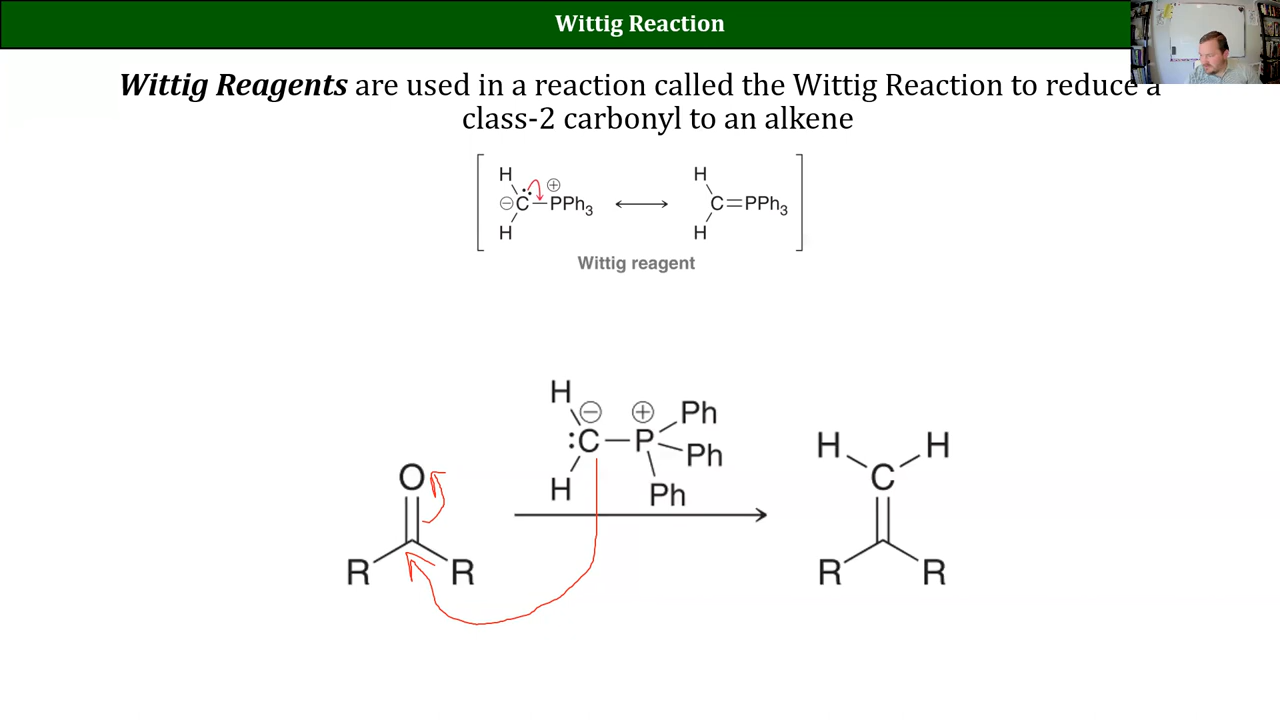 Wittig Reaction
Wittig Reagents are used in a reaction called the Wittig Reaction to reduce a
class-2 carbonyl to an alkene
H
⊖ C : — PPh3 ⊕
H
H
C=PPh3
H
Wittig reagent
O
R R
H
⊖ ⊕ Ph
:C—P Ph
H Ph
H H
C
R R